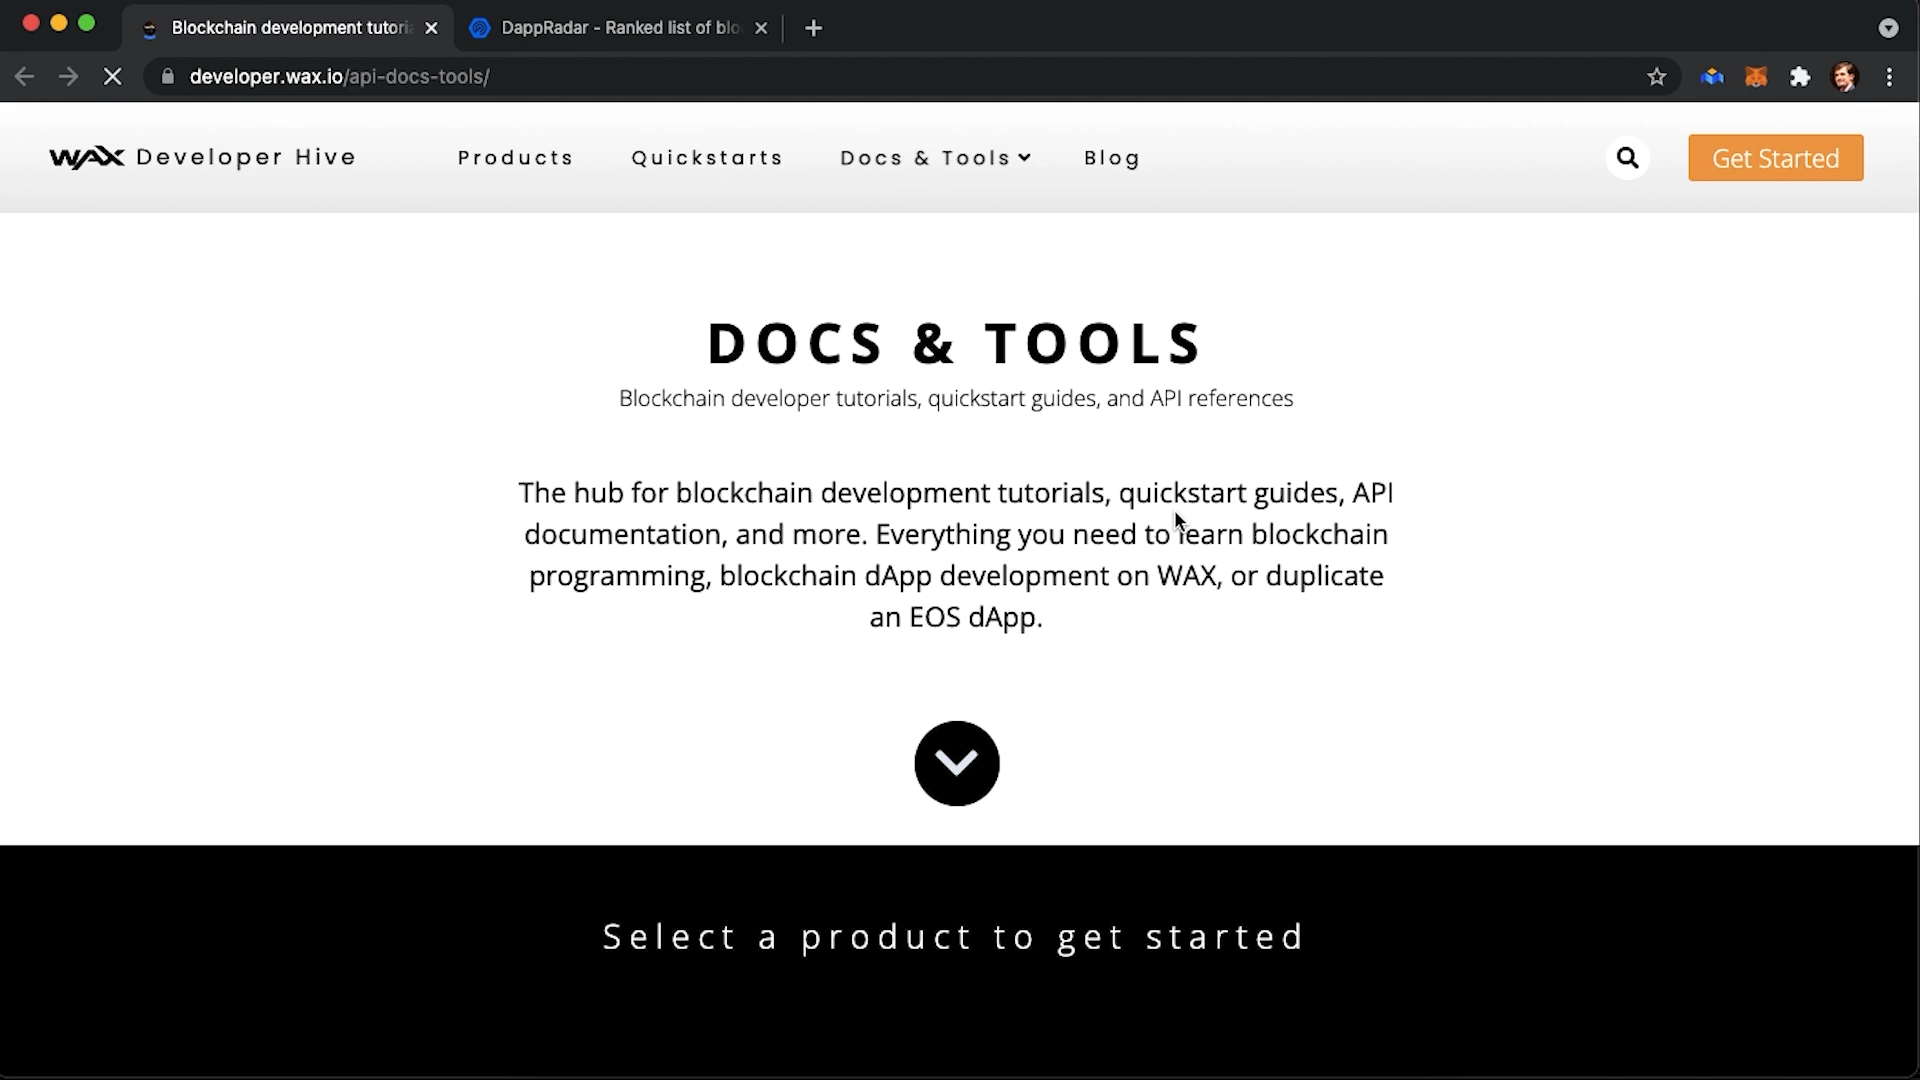 Blockchain development tutori
DappRadar - Ranked list of blo
developer.wax.io/api-docs-tools/
WAX Developer Hive
Products
Quickstarts
Docs & Tools
Blog
Get Started
DOCS & TOOLS
Blockchain developer tutorials, quickstart guides, and API references
The hub for blockchain development tutorials, quickstart guides, API
documentation, and more. Everything you need to learn blockchain
programming, blockchain dApp development on WAX, or duplicate
an EOS dApp.
Select a product to get started